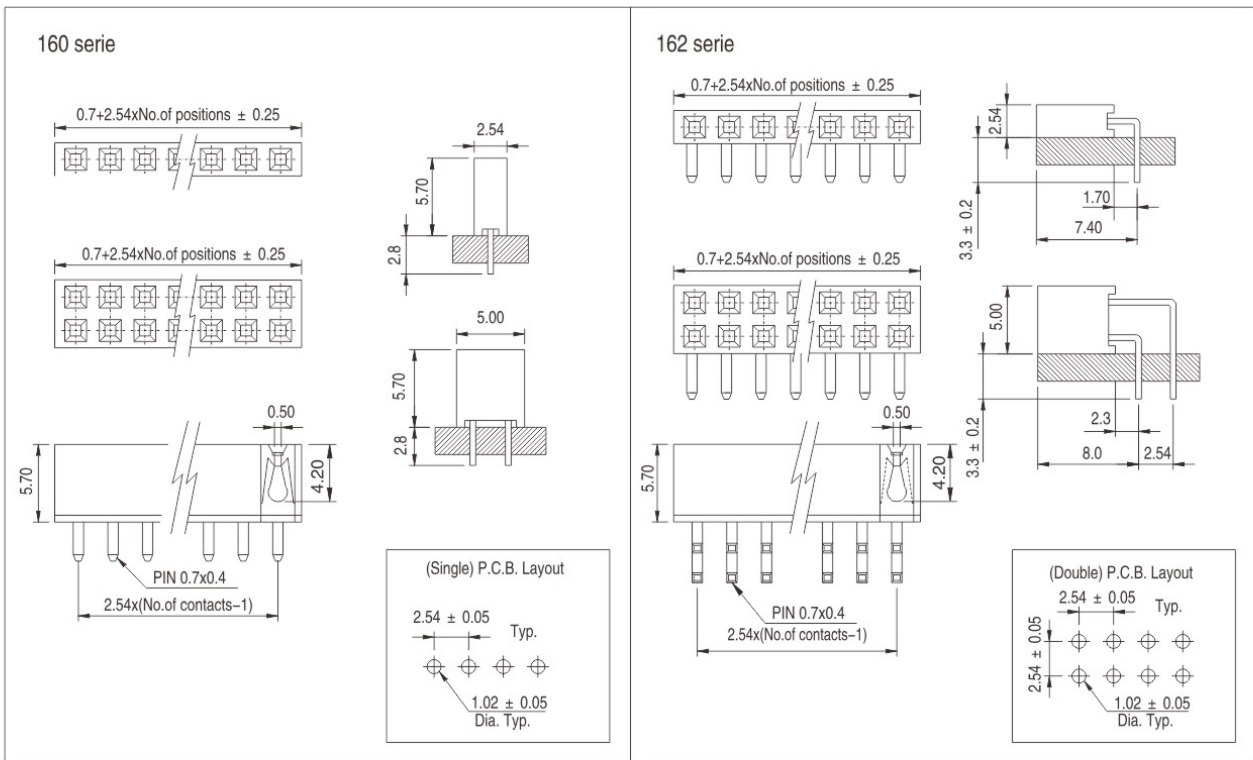 160 serie
0.7+2.54xNo.of positions ± 0.25
2.54
5.70
2.8
0.7+2.54xNo.of positions ± 0.25
5.00
5.70
2.8
0.50
5.70
4.20
PIN 0.7x0.4
2.54x(No.of contacts-1)
(Single) P.C.B. Layout
2.54 ± 0.05
Typ.
1.02 ± 0.05
Dia. Typ.
162 serie
0.7+2.54xNo.of positions ± 0.25
2.54
3.3 ± 0.2
1.70
7.40
0.7+2.54xNo.of positions ± 0.25
5.00
3.3 ± 0.2
2.3
8.0
2.54
0.50
5.70
4.20
PIN 0.7x0.4
2.54x(No.of contacts-1)
(Double) P.C.B. Layout
2.54 ± 0.05
Typ.
2.54 ± 0.05
1.02 ± 0.05
Dia. Typ.